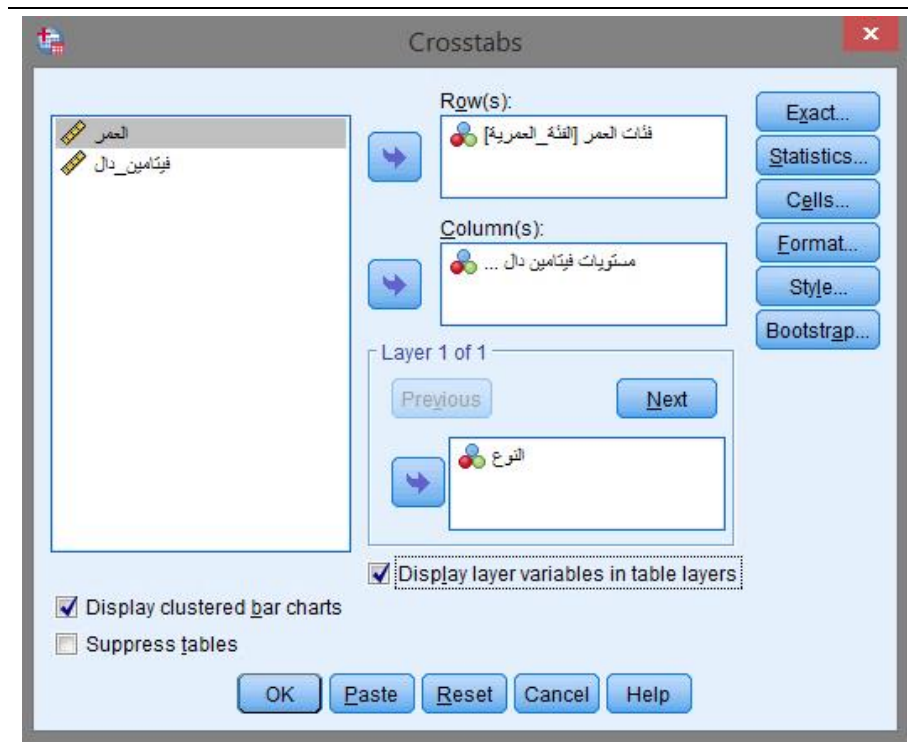 Crosstabs
العمر
فيتامين_دال
Row(s):
فئات العمر [الفئة_العمرية]
Column(s):
مستويات فيتامين دال ...
Layer 1 of 1
Previous
Next
النوع
Display layer variables in table layers
Display clustered bar charts
Suppress tables
Exact...
Statistics...
Cells...
Format...
Style...
Bootstrap...
OK
Paste
Reset
Cancel
Help